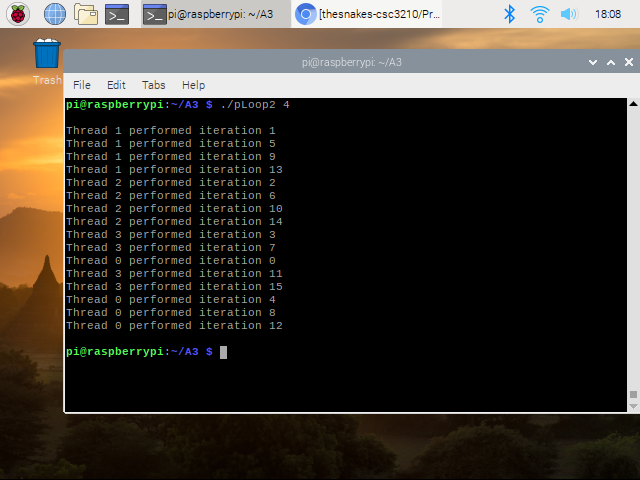 pi@raspberrypi: ~/A3
[thesnakes-csc3210/Pr...
18:08
Trash
pi@raspberrypi: ~/A3
File Edit Tabs Help
pi@raspberrypi:~/A3 $ ./pLoop2 4
Thread 1 performed iteration 1
Thread 1 performed iteration 5
Thread 1 performed iteration 9
Thread 1 performed iteration 13
Thread 2 performed iteration 2
Thread 2 performed iteration 6
Thread 2 performed iteration 10
Thread 2 performed iteration 14
Thread 3 performed iteration 3
Thread 3 performed iteration 7
Thread 0 performed iteration 0
Thread 3 performed iteration 11
Thread 3 performed iteration 15
Thread 0 performed iteration 4
Thread 0 performed iteration 8
Thread 0 performed iteration 12
pi@raspberrypi:~/A3 $